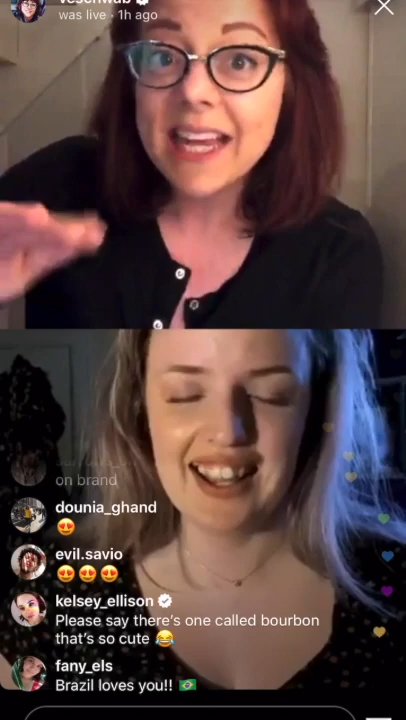 veschwab
was live · 1h ago
on brand
dounia_ghand
😍
evil.savio
😍😍😍
kelsey_ellison
Please say there's one called bourbon
that's so cute 😂
fany_els
Brazil loves you!! 🇧🇷